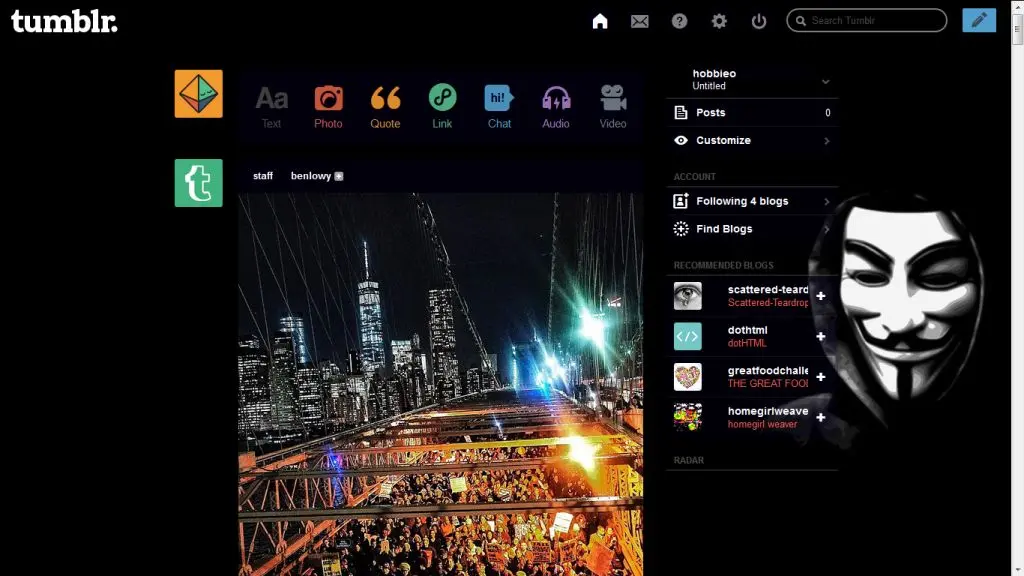 tumblr.
Search Tumblr
Aa
hi!
Text
Photo
Quote
Link
Chat
Audio
Video
staff
benlowy
hobbieo
Untitled
Posts
0
Customize
ACCOUNT
Following 4 blogs
Find Blogs
RECOMMENDED BLOGS
scattered-teard
Scattered-Teardrop
dothtml
dotHTML
greatfoodchalle
THE GREAT FOOD
homegirlweaver
homegirl weaver
RADAR